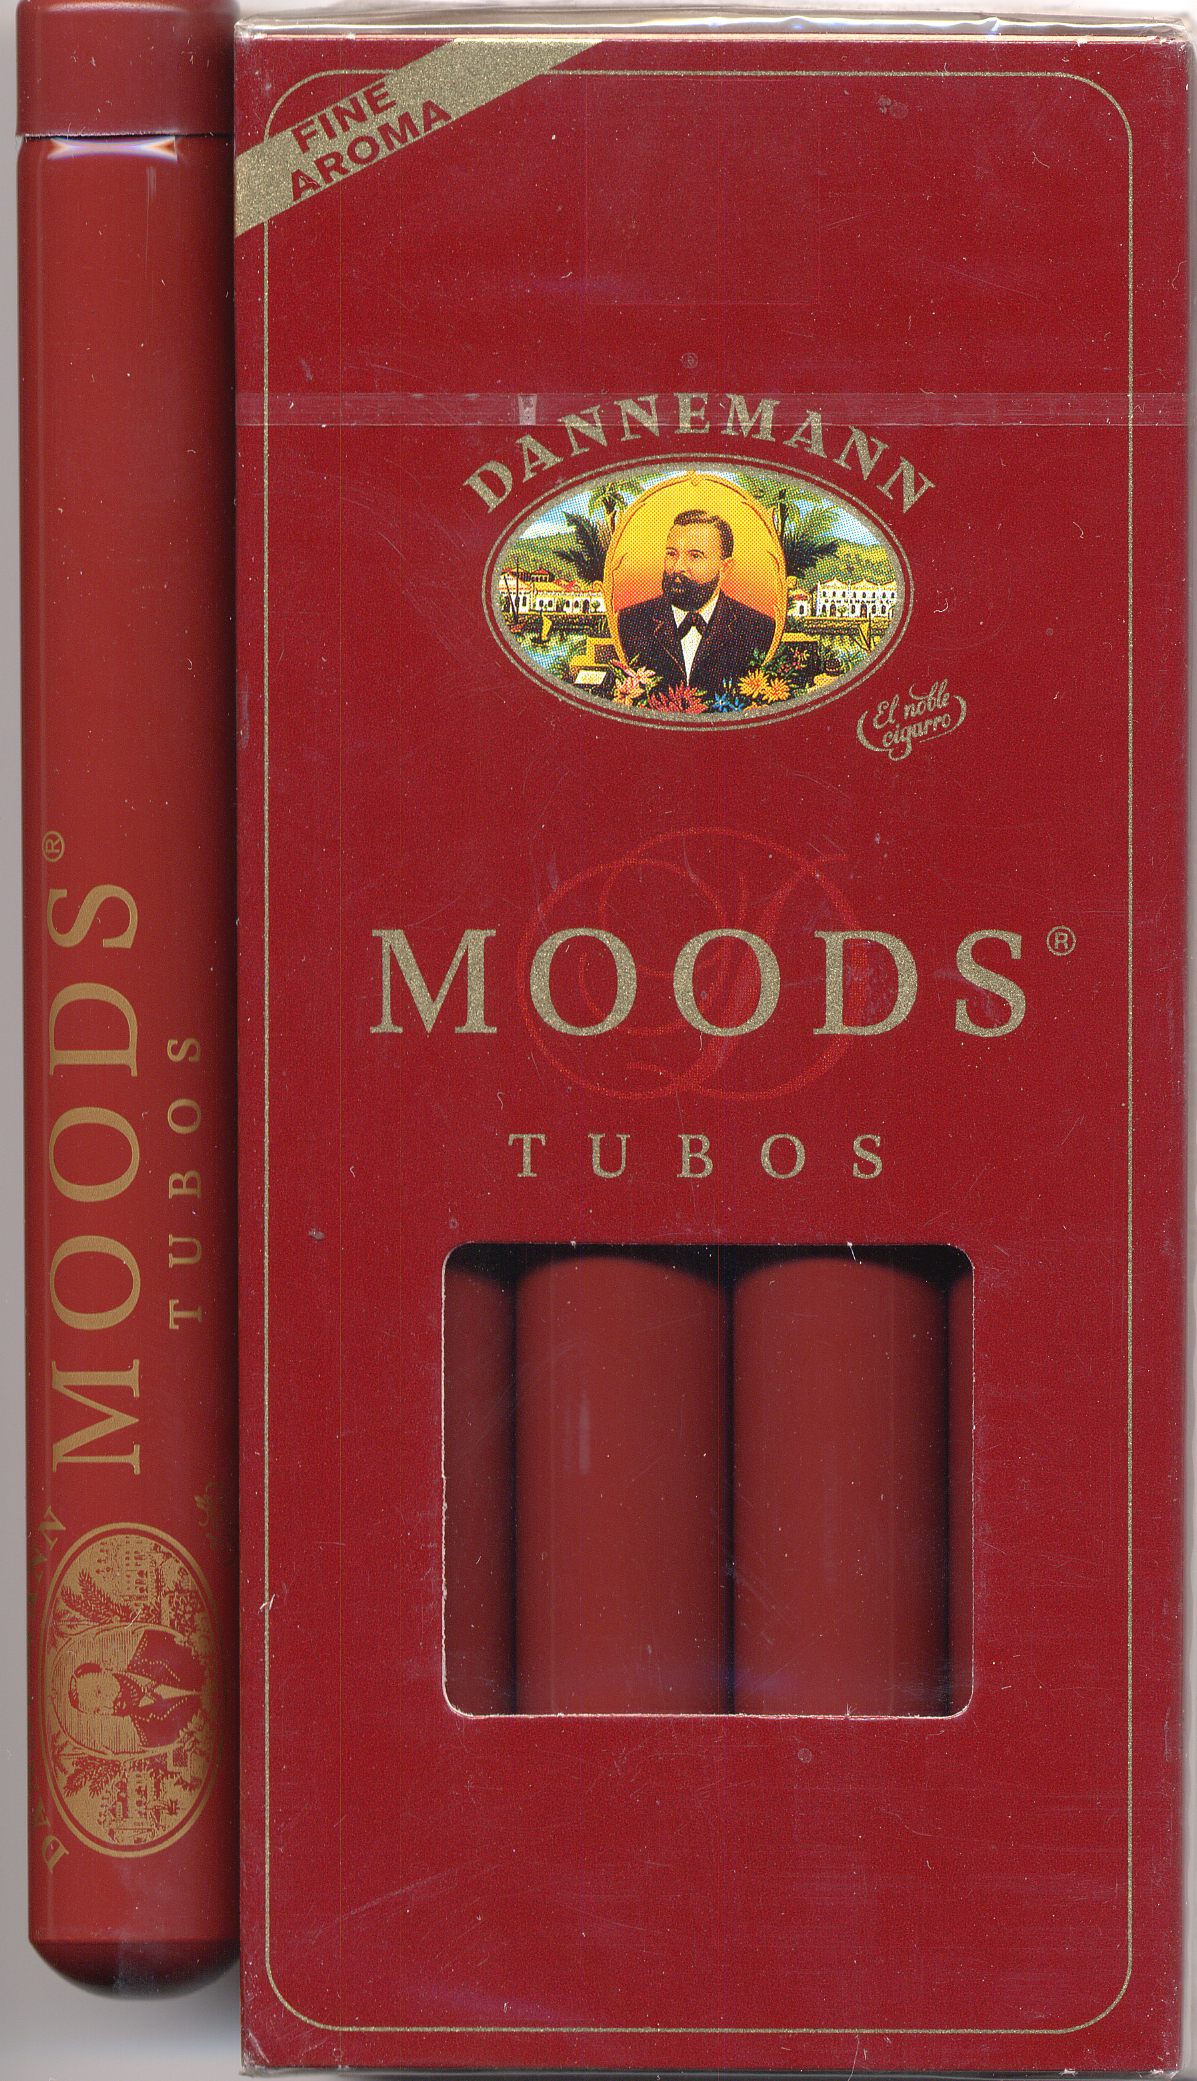 FINE
AROMA
®
DANNEMANN
El noble
cigarro
MOODS®
TUBOS
MOODS®
TUBOS